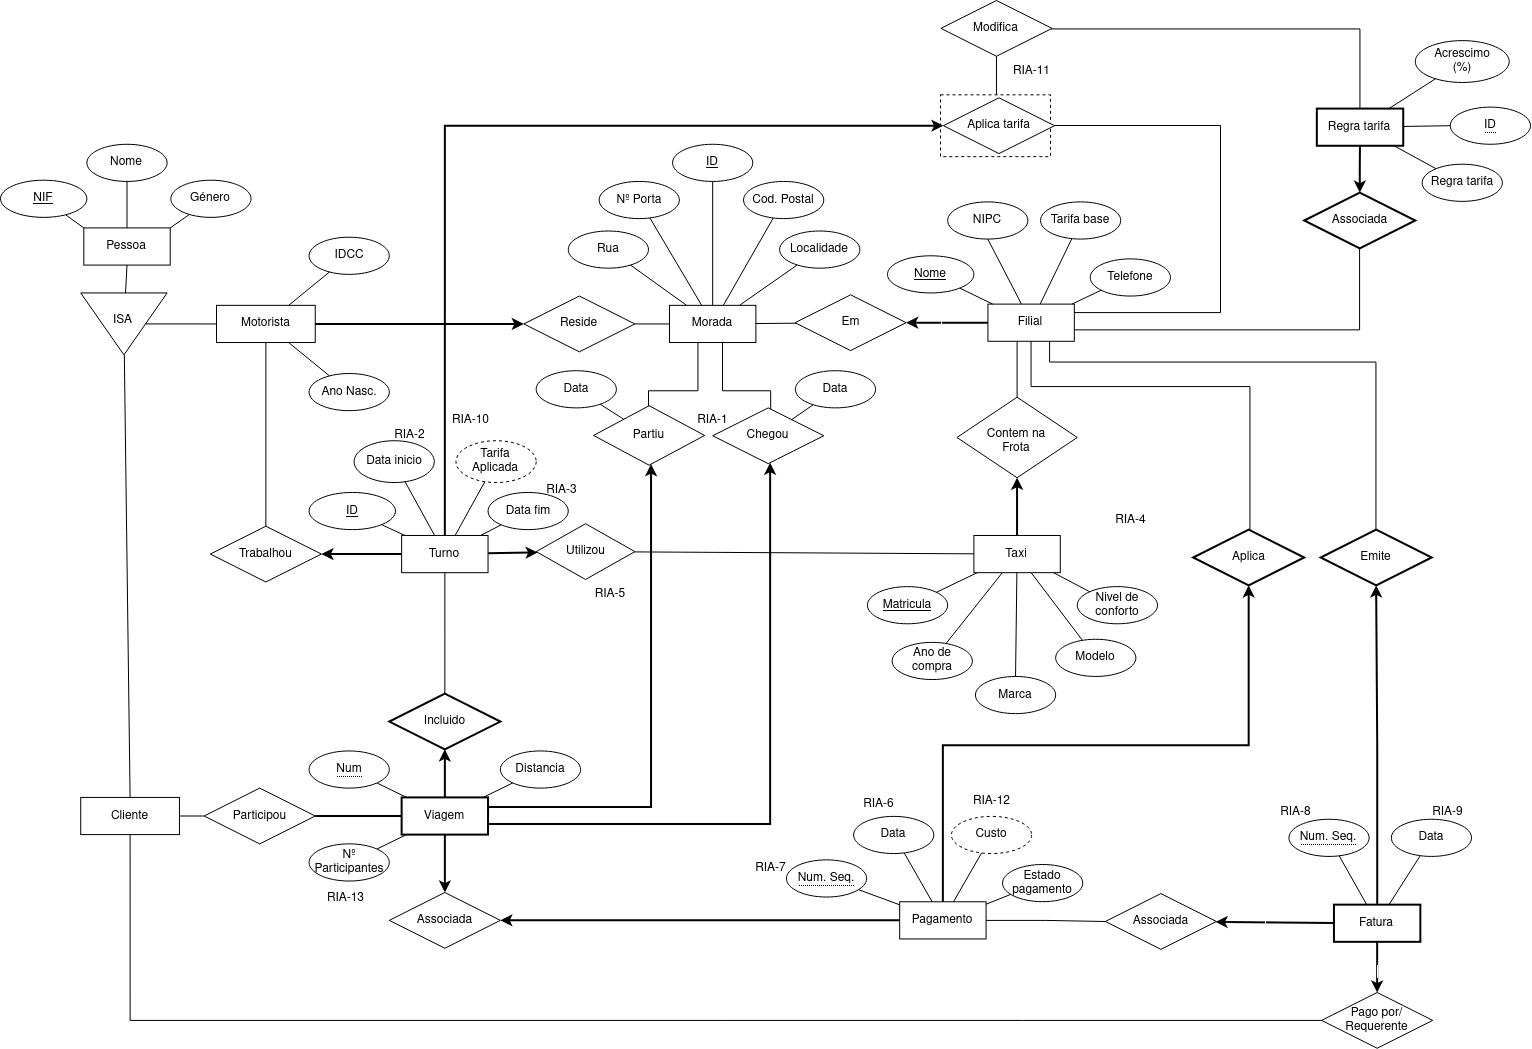 Modifica
RIA-11
Acrescimo
(%)
Aplica tarifa
Regra tarifa
ID
Nome
ID
NIF
Género
Nº Porta
Cod. Postal
Regra tarifa
NIPC
Tarifa base
Associada
Pessoa
Rua
Localidade
IDCC
Nome
Telefone
ISA
Motorista
Reside
Morada
Em
Filial
Ano Nasc.
Data
Data
RIA-10
RIA-1
RIA-2
Partiu
Chegou
Contem na
Frota
Data inicio
Tarifa
Aplicada
RIA-3
ID
Data fim
RIA-4
Trabalhou
Turno
Utilizou
Taxi
Aplica
Emite
RIA-5
Matricula
Nivel de
conforto
Ano de
compra
Modelo
Marca
Incluido
Num
Distancia
Cliente
Participou
Viagem
RIA-6
RIA-12
RIA-8
RIA-9
Data
Custo
Num. Seq.
Data
Nº
Participantes
RIA-7
Num. Seq.
Estado
pagamento
RIA-13
Associada
Pagamento
Associada
Fatura
Pago por/
Requerente